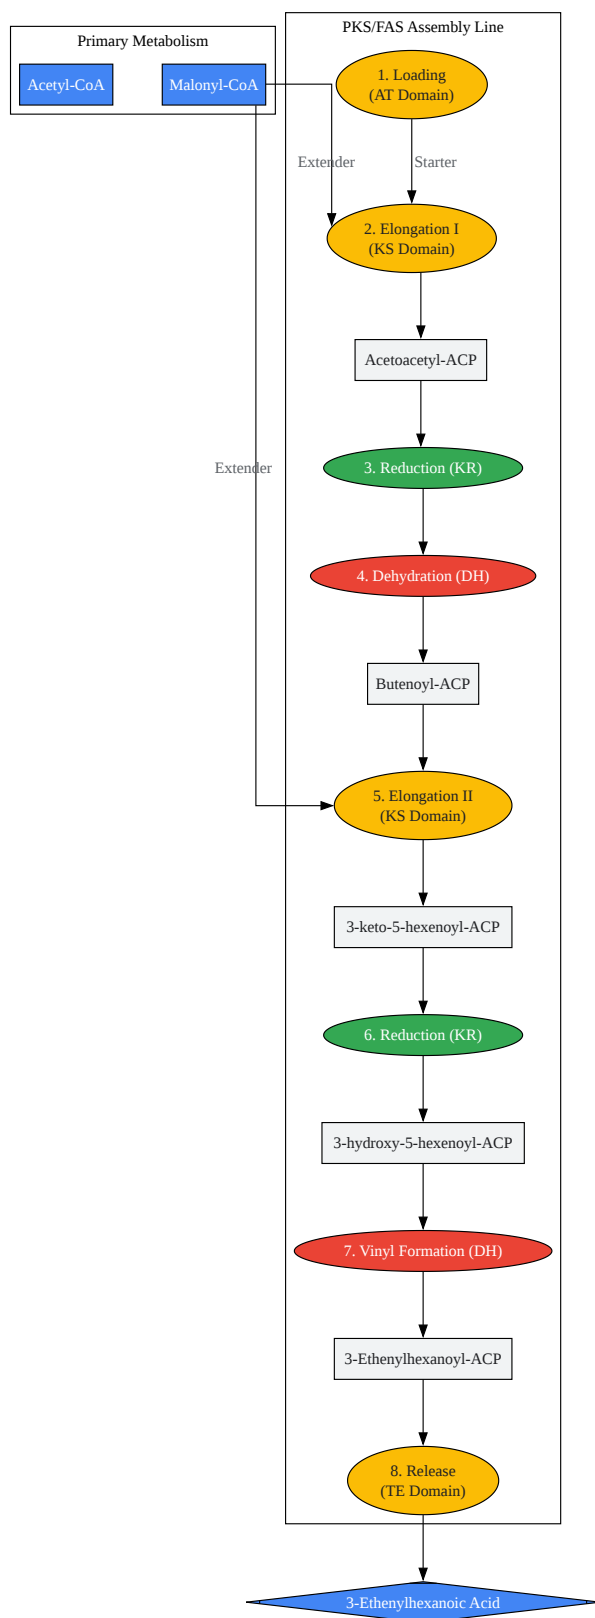 Primary Metabolism
Acetyl-CoA
Malonyl-CoA
PKS/FAS Assembly Line
1. Loading
(AT Domain)
Extender
Starter
2. Elongation I
(KS Domain)
Acetoacetyl-ACP
3. Reduction (KR)
Extender
4. Dehydration (DH)
Butenoyl-ACP
5. Elongation II
(KS Domain)
3-keto-5-hexenoyl-ACP
6. Reduction (KR)
3-hydroxy-5-hexenoyl-ACP
7. Vinyl Formation (DH)
3-Ethenylhexanoyl-ACP
8. Release
(TE Domain)
3-Ethenylhexanoic Acid